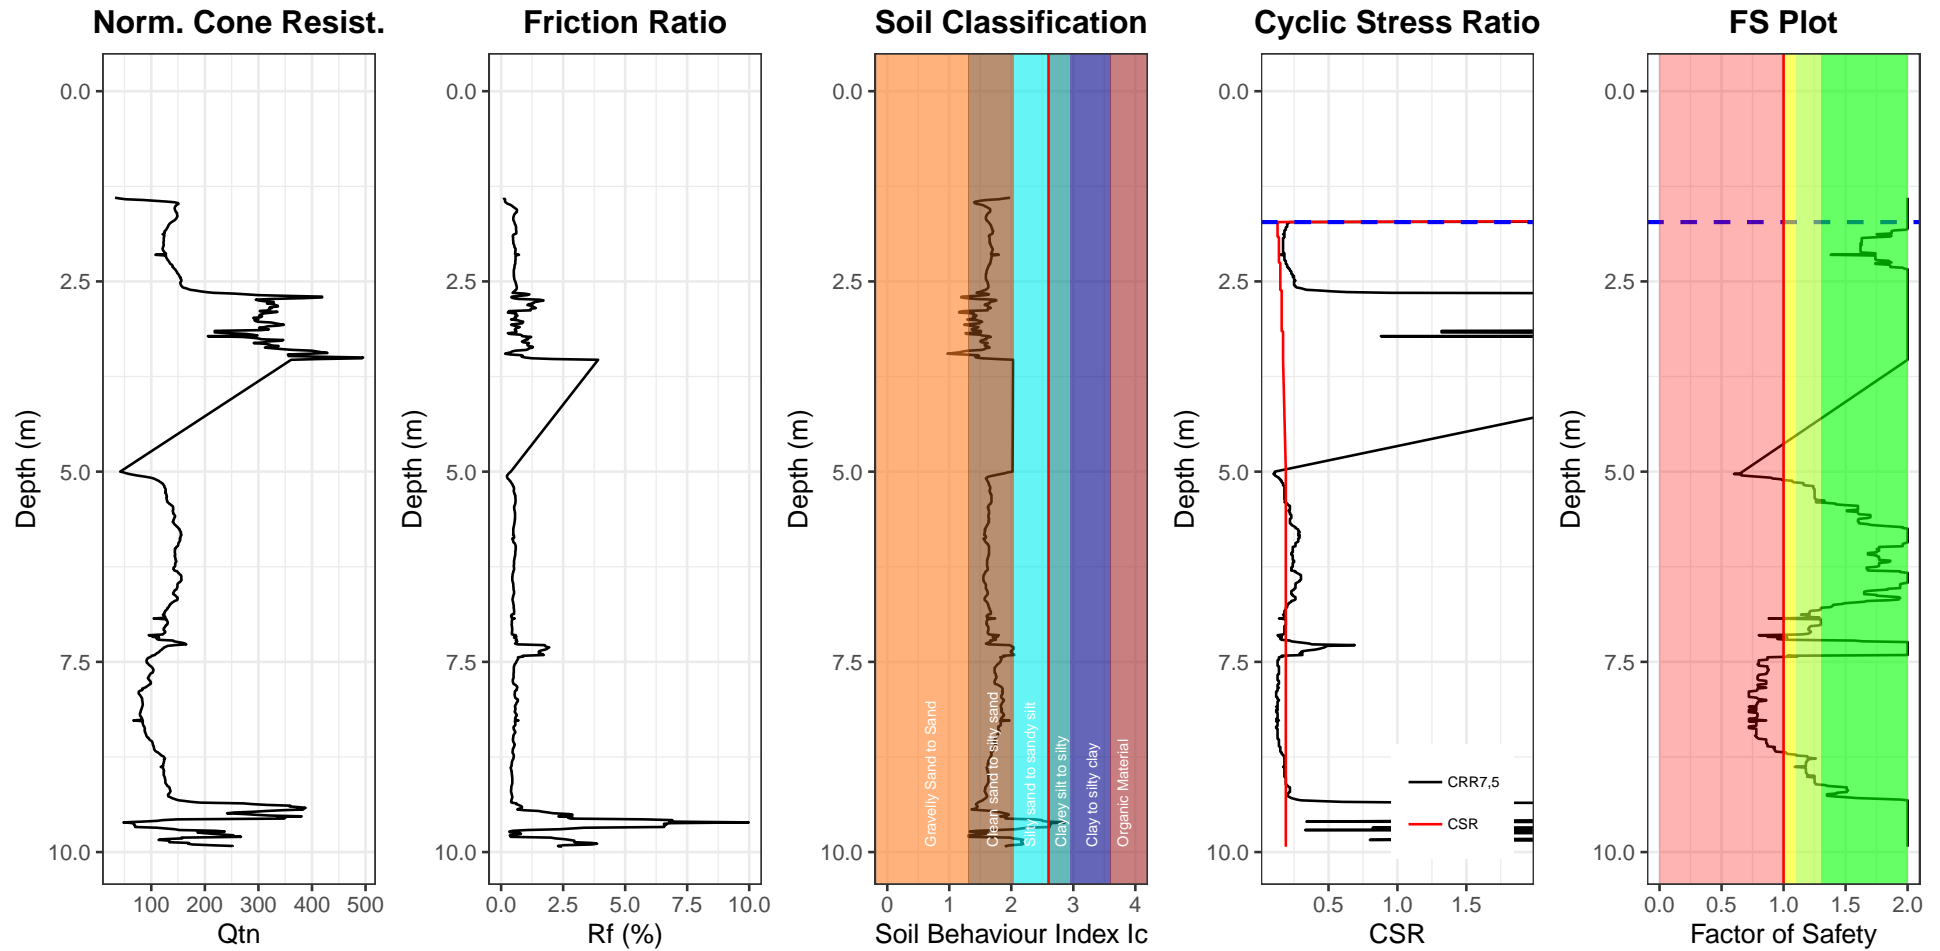 Norm. Cone Resist.
Friction Ratio
Soil Classification
Cyclic Stress Ratio
FS Plot
0.0
2.5
5.0
7.5
10.0
Depth (m)
100 200 300 400 500
Qtn
0.0
2.5
5.0
7.5
10.0
Depth (m)
0.0 2.5 5.0 7.5 10.0
Rf (%)
0.0
2.5
5.0
7.5
10.0
Depth (m)
Gravelly Sand to Sand
Clean sand to silty sand
Silty sand to sandy silt
Clayey silt to silty
Clay to silty clay
Organic Material
0 1 2 3 4
Soil Behaviour Index Ic
0.0
2.5
5.0
7.5
10.0
Depth (m)
CRR7,5
CSR
0.5 1.0 1.5
CSR
0.0
2.5
5.0
7.5
10.0
Depth (m)
0.0 0.5 1.0 1.5 2.0
Factor of Safety